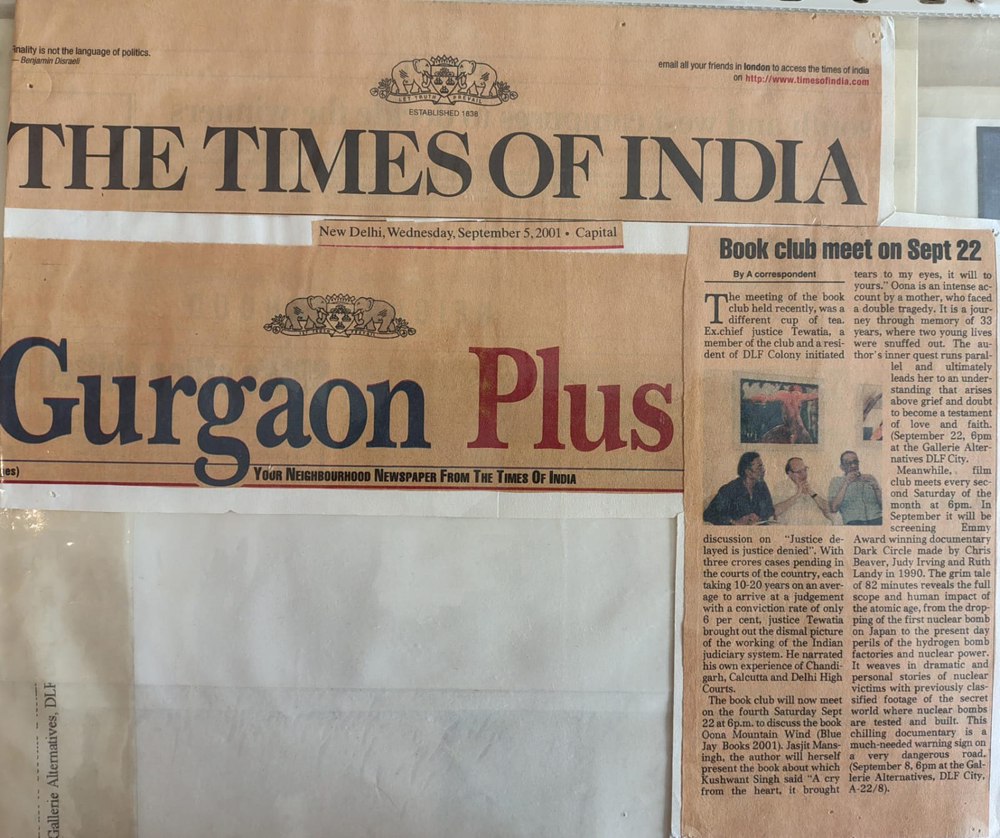 inality is not the language of politics.
— Benjamin Disraeli
email all your friends in london to access the times of india
on http://www.timesofindia.com
LET TRUTH PREVAIL
ESTABLISHED 1838
THE TIMES OF INDIA
New Delhi, Wednesday, September 5, 2001 • Capital
Gurgaon Plus
es)
YOUR NEIGHBOURHOOD NEWSPAPER FROM THE TIMES OF INDIA
Book club meet on Sept 22
By A correspondent
The meeting of the book
club held recently, was a
different cup of tea.
Ex.chief justice Tewatia, a
member of the club and a resi-
dent of DLF Colony initiated
discussion on "Justice de-
layed is justice denied". With
three crores cases pending in
the courts of the country, each
taking 10-20 years on an aver-
age to arrive at a judgement
with a conviction rate of only
6 per cent, justice Tewatia
brought out the dismal picture
of the working of the Indian
judiciary system. He narrated
his own experience of Chandi-
garh, Calcutta and Delhi High
Courts.
The book club will now meet
on the fourth Saturday Sept
22 at 6p.m. to discuss the book
Oona Mountain Wind (Blue
Jay Books 2001). Jasjit Mans-
ingh, the author will herself
present the book about which
Kushwant Singh said "A cry
from the heart, it brought
tears to my eyes, it will to
yours." Oona is an intense ac-
count by a mother, who faced
a double tragedy. It is a jour-
ney through memory of 33
years, where two young lives
were snuffed out. The au-
thor's inner quest runs paral-
lel and ultimately
leads her to an under-
standing that arises
above grief and doubt
to become a testament
of love and faith.
(September 22, 6pm
at the Gallerie Alter-
natives DLF City.
Meanwhile, film
club meets every sec-
ond Saturday of the
month at 6pm. In
September it will be
screening Emmy
Award winning documentary
Dark Circle made by Chris
Beaver, Judy Irving and Ruth
Landy in 1990. The grim tale
of 82 minutes reveals the full
scope and human impact of
the atomic age, from the drop-
ping of the first nuclear bomb
on Japan to the present day
perils of the hydrogen bomb
factories and nuclear power.
It weaves in dramatic and
personal stories of nuclear
victims with previously clas-
sified footage of the secret
world where nuclear bombs
are tested and built. This
chilling documentary is a
much-needed warning sign on
a very dangerous road.
(September 8, 6pm at the Gal-
lerie Alternatives, DLF City.
A-22/8).
Gallerie Alternatives, DLF